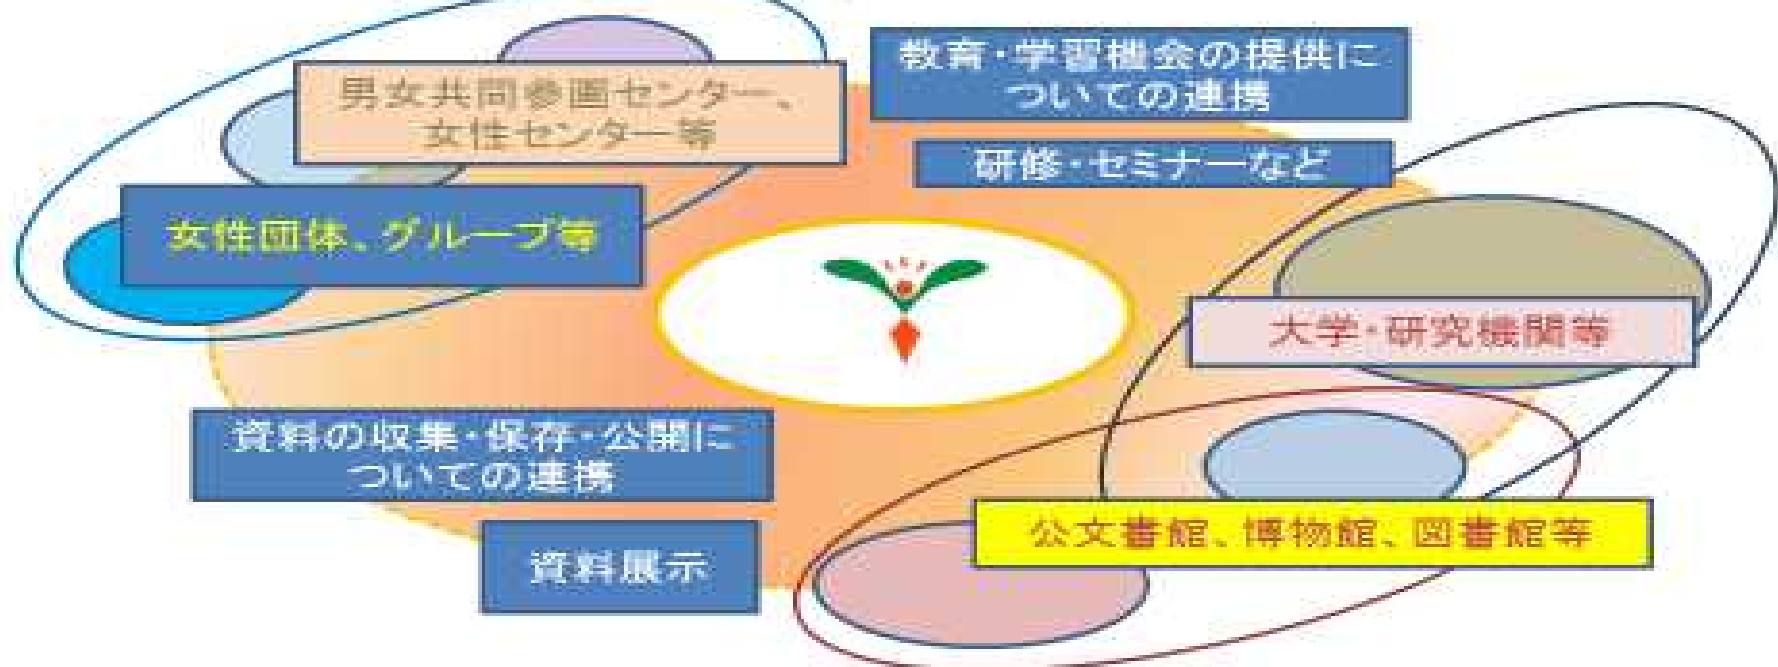 教育・学習機会の提供に
ついての連携
男女共同参画センター、
女性センター等
研修・セミナーなど
女性団体、グループ等
大学・研究機関等
資料の収集・保存・公開に
ついての連携
公文書館、博物館、図書館等
資料展示